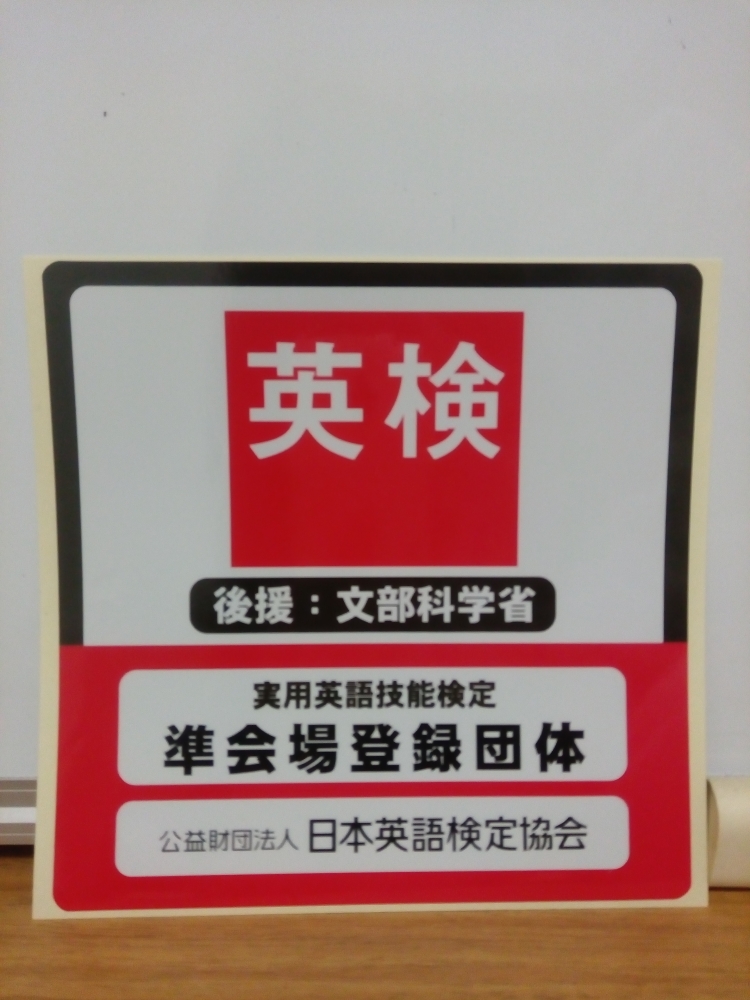 英検
後援：文部科学省
実用英語技能検定
準会場登録団体
公益財団法人 日本英語検定協会